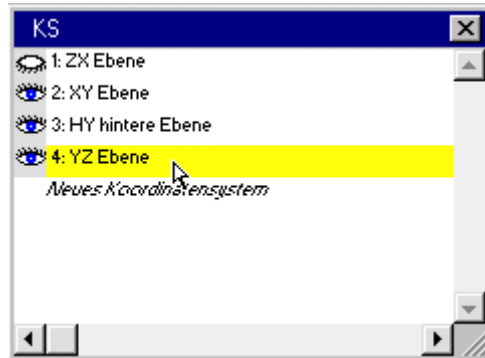 KS
1: ZX Ebene
2: XY Ebene
3: HY hintere Ebene
4: YZ Ebene
Neues Koordinatensystem